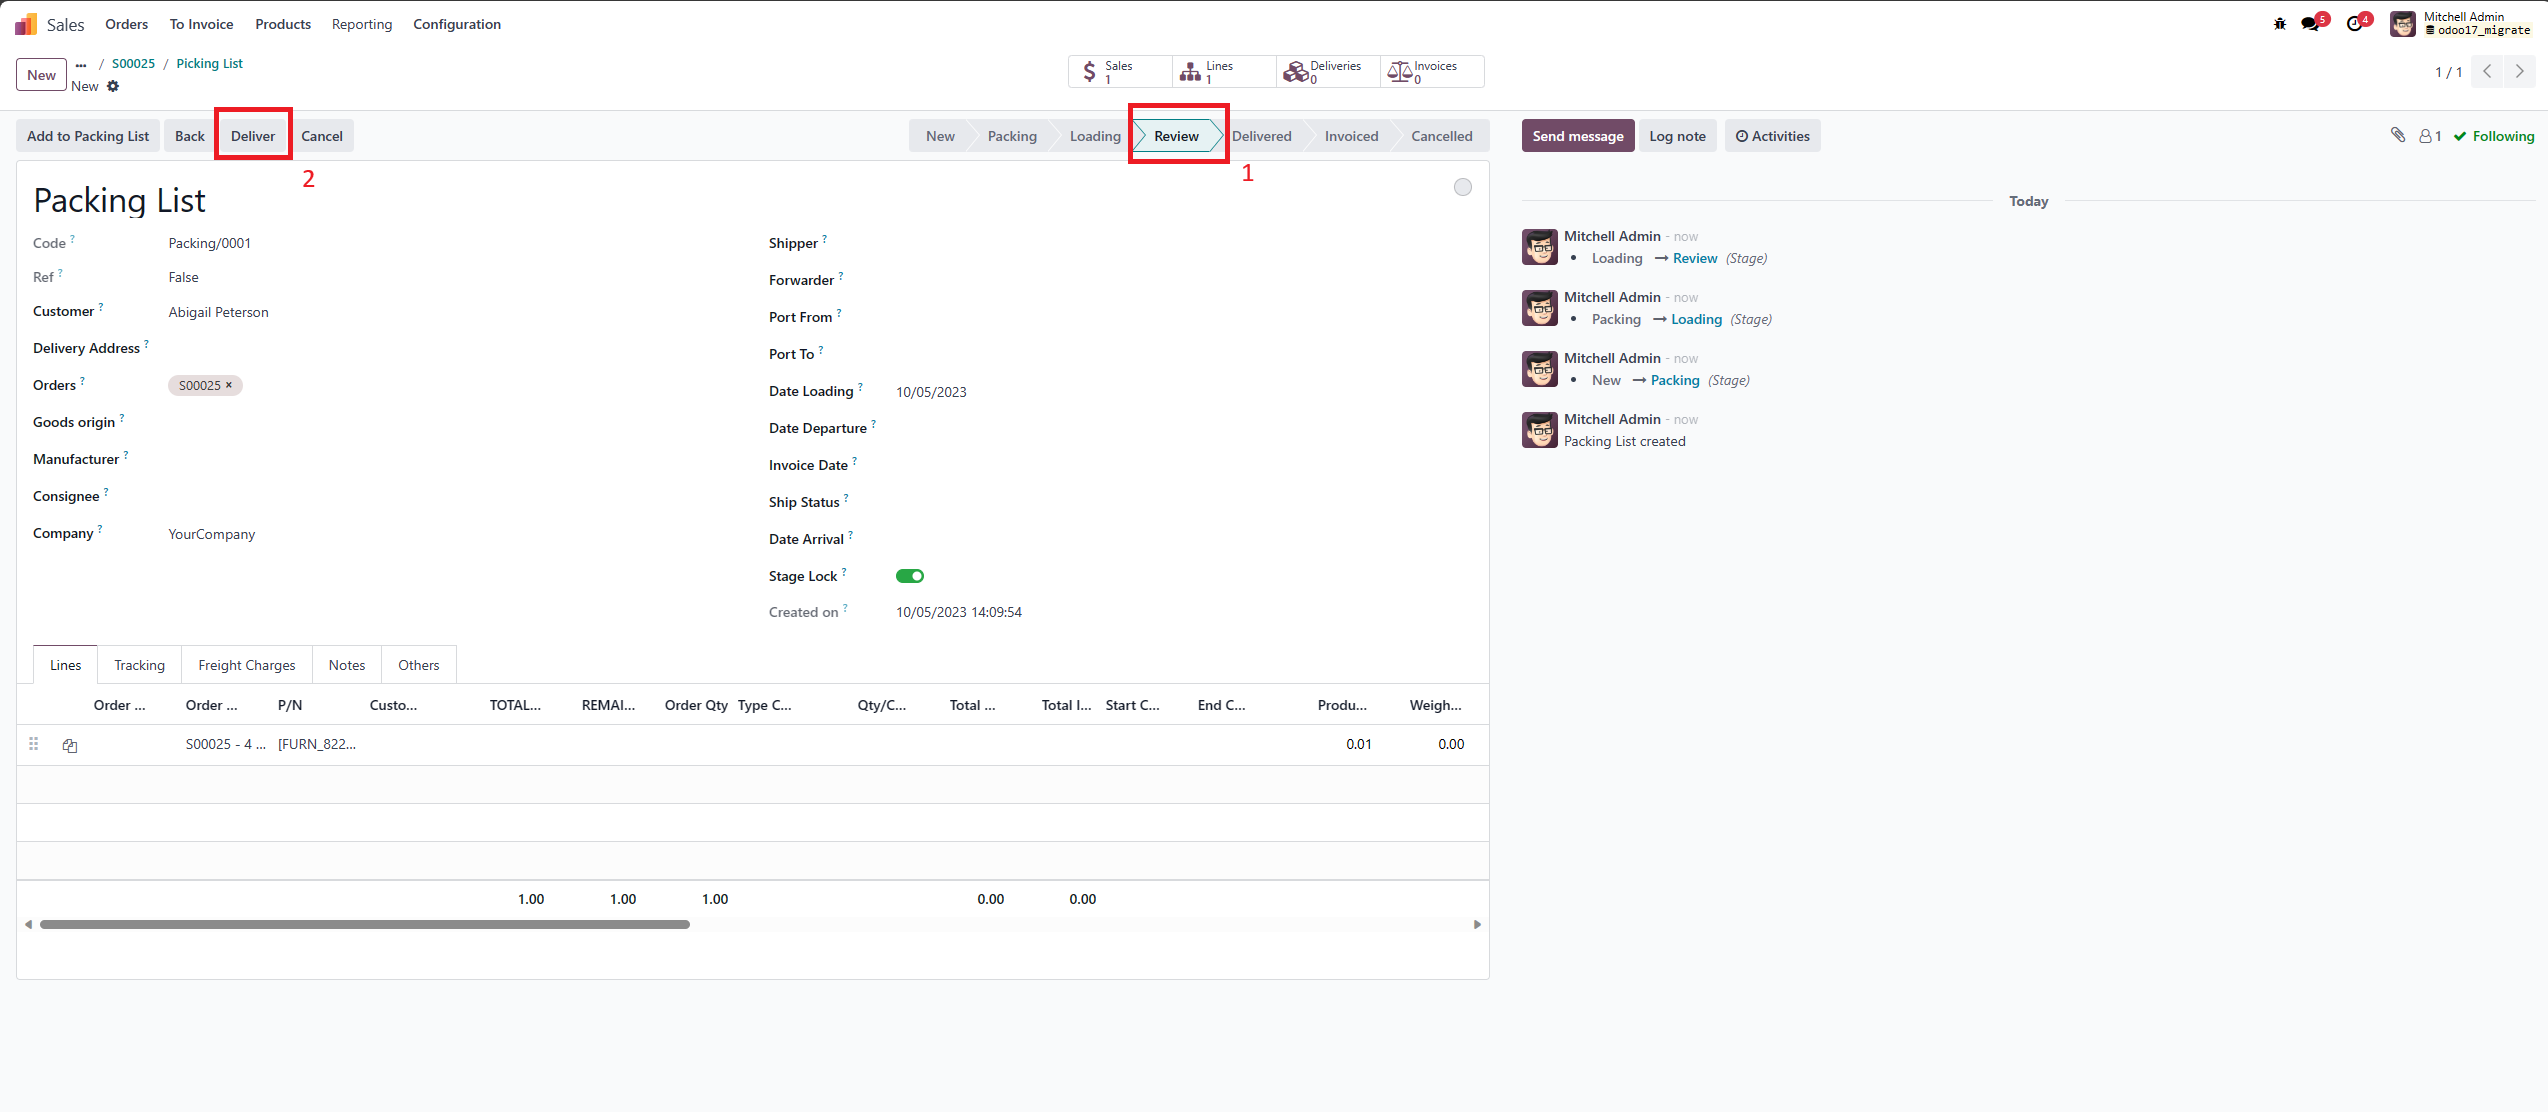 Sales Orders To Invoice Products Reporting Configuration
5 4 Mitchell Admin
odoo17_migrate
New ... / S00025 / Picking List
New
Sales 1 Lines 1 Deliveries 0 Invoices 0
1 / 1
Add to Packing List Back Deliver Cancel
New Packing Loading Review Delivered Invoiced Cancelled
Send message Log note Activities 1 Following
2
1
Packing List
Code ? Packing/0001
Ref ? False
Customer ? Abigail Peterson
Delivery Address ?
Orders ? S00025 ×
Goods origin ?
Manufacturer ?
Consignee ?
Company ? YourCompany
Shipper ?
Forwarder ?
Port From ?
Port To ?
Date Loading ? 10/05/2023
Date Departure ?
Invoice Date ?
Ship Status ?
Date Arrival ?
Stage Lock ?
Created on ? 10/05/2023 14:09:54
Lines Tracking Freight Charges Notes Others
Order ... Order ... P/N Custo... TOTAL... REMAI... Order Qty Type C... Qty/C... Total ... Total I... Start C... End C... Produ... Weigh...
S00025 - 4 ... [FURN_822... 0.01 0.00
1.00 1.00 1.00 0.00 0.00
Today
Mitchell Admin - now
• Loading → Review (Stage)
Mitchell Admin - now
• Packing → Loading (Stage)
Mitchell Admin - now
• New → Packing (Stage)
Mitchell Admin - now
Packing List created